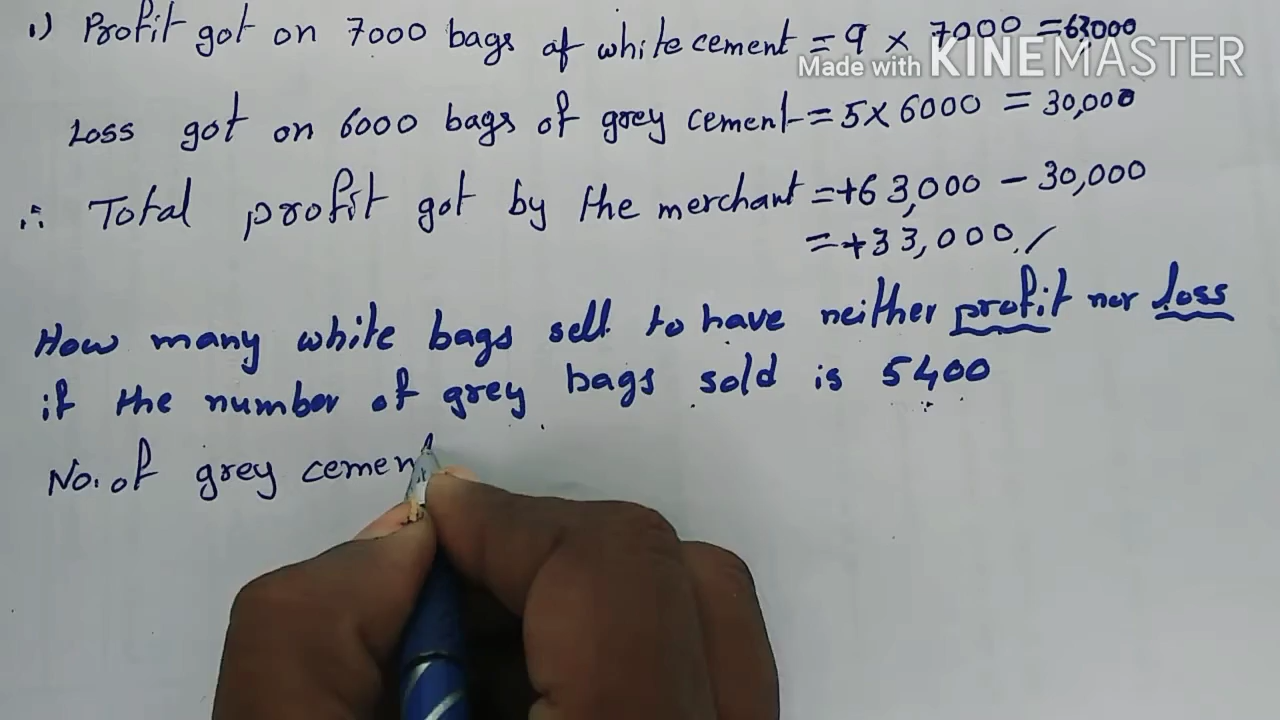 1) Profit got on 7000 bags of white cement = 9 × 7000 = 63,000
Made with KINEMASTER
Loss got on 6000 bags of grey cement = 5 × 6000 = 30,000
∴ Total profit got by the merchant = +63,000 - 30,000
= +33,000/
How many white bags sell to have neither profit nor loss
if the number of grey bags sold is 5400
No. of grey cement